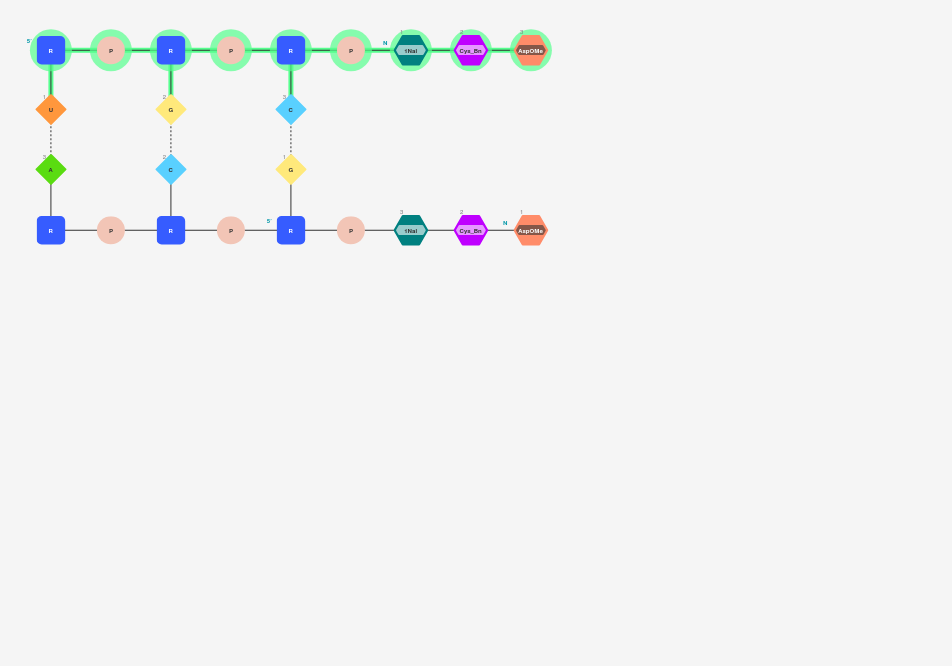 5' R P R P R P N 1 tNal 2 Cys_Bn 3 AspOMe
1 U 2 G 3 C
3 A 2 C 1 G
R P R P 5' R P 3 tNal 2 Cys_Bn N 1 AspOMe